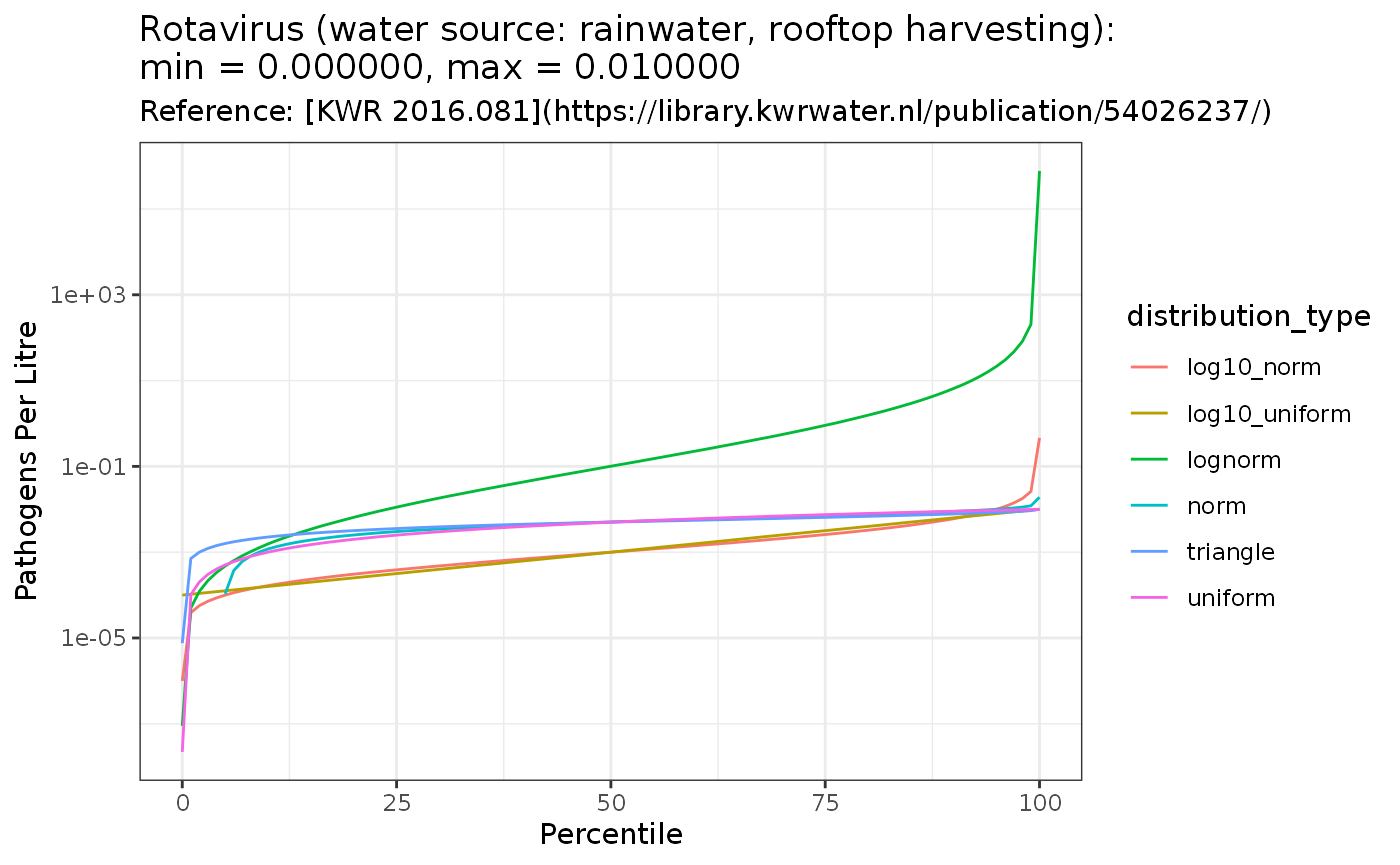 Rotavirus (water source: rainwater, rooftop harvesting):
min = 0.000000, max = 0.010000
Reference: [KWR 2016.081](https://library.kwrwater.nl/publication/54026237/)
Pathogens Per Litre
1e+03
1e-01
1e-05
0
25
50
75
100
Percentile
distribution_type
log10_norm
log10_uniform
lognorm
norm
triangle
uniform